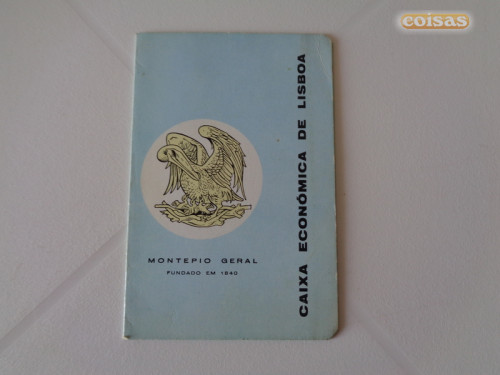 coisas
CAIXA ECONÓMICA DE LISBOA
MONTEPIO GERAL
FUNDADO EM 1840